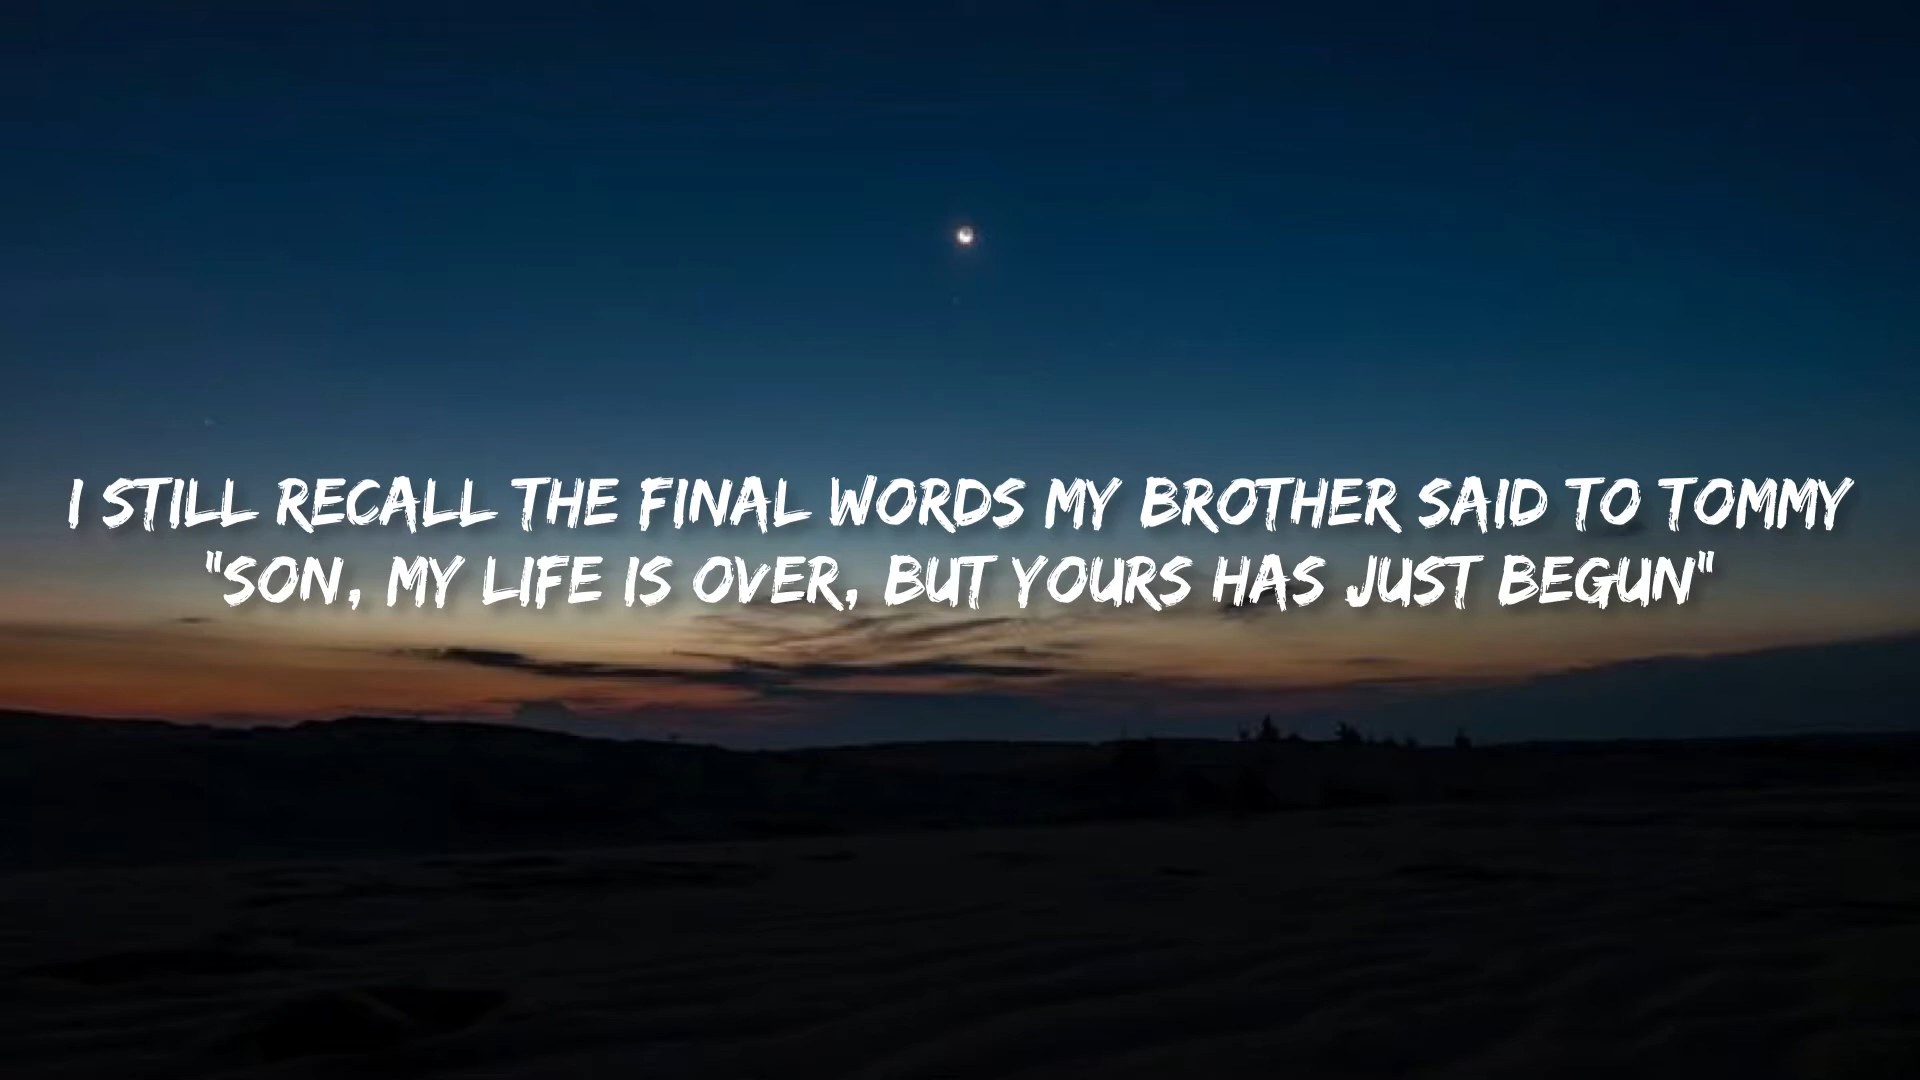 I STILL RECALL THE FINAL WORDS MY BROTHER SAID TO TOMMY
"SON, MY LIFE IS OVER, BUT YOURS HAS JUST BEGUN"